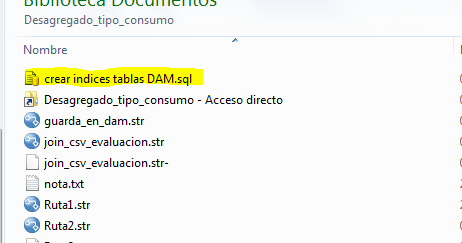 Biblioteca Documentos
Desagregado_tipo_consumo
Nombre
crear indices tablas DAM.sql
Desagregado_tipo_consumo - Acceso directo
guarda_en_dam.str
join_csv_evaluacion.str
join_csv_evaluacion.str-
nota.txt
Ruta1.str
Ruta2.str